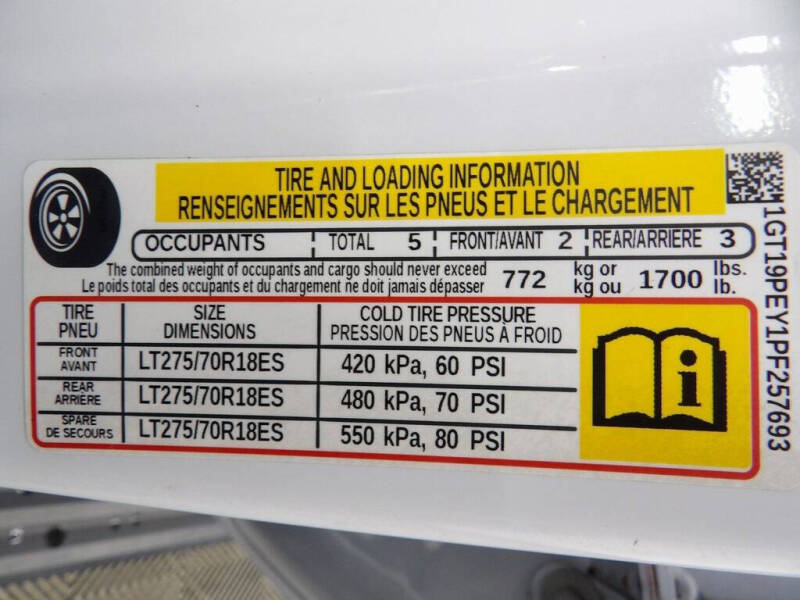 TIRE AND LOADING INFORMATION
RENSEIGNEMENTS SUR LES PNEUS ET LE CHARGEMENT
OCCUPANTS TOTAL 5 FRONT/AVANT 2 REAR/ARRIERE 3
The combined weight of occupants and cargo should never exceed
Le poids total des occupants et du chargement ne doit jamais dépasser
772 kg or
kg ou 1700 lbs.
lb.
TIRE
PNEU
SIZE
DIMENSIONS
COLD TIRE PRESSURE
PRESSION DES PNEUS À FROID
FRONT
AVANT
LT275/70R18ES 420 kPa, 60 PSI
REAR
ARRIÈRE
LT275/70R18ES 480 kPa, 70 PSI
SPARE
DE SECOURS
LT275/70R18ES 550 kPa, 80 PSI
i
1GT19PEY1PF257693